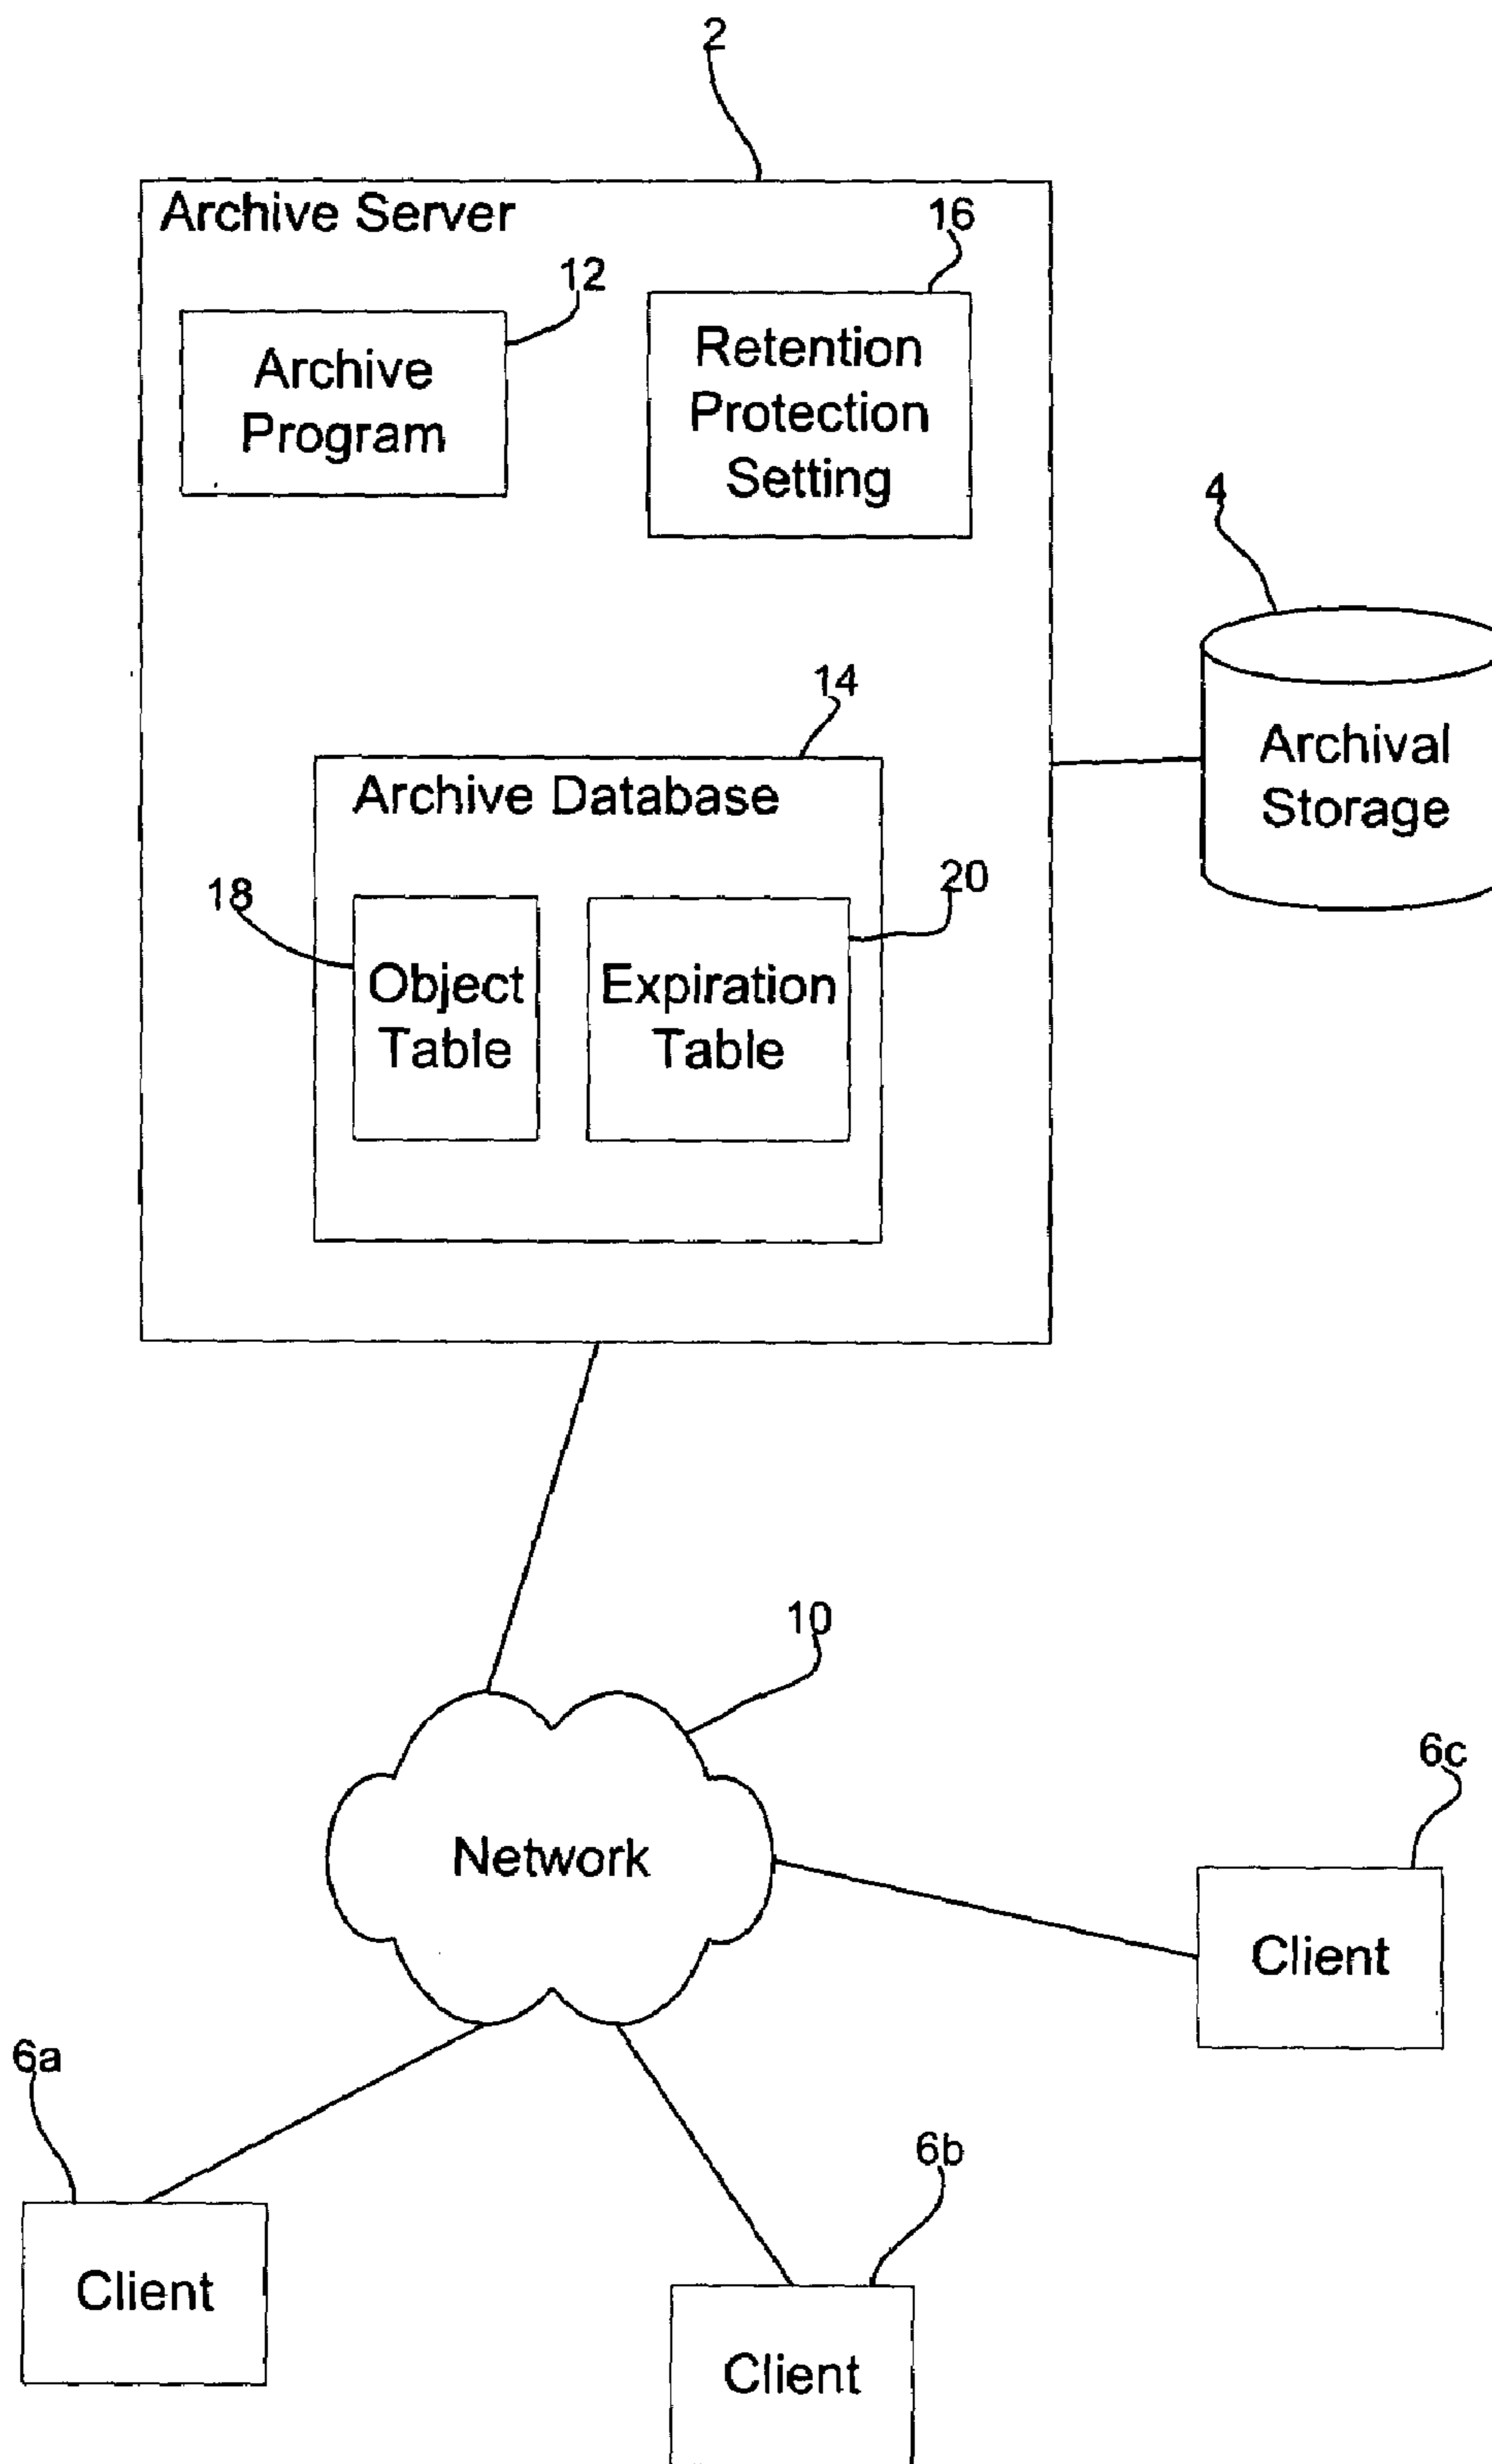 2
Archive Server
16
12
Archive
Program
Retention
Protection
Setting
4
14
Archival
Storage
Archive Database
18
20
Object
Table
Expiration
Table
10
Network
6c
Client
6a
6b
Client
Client